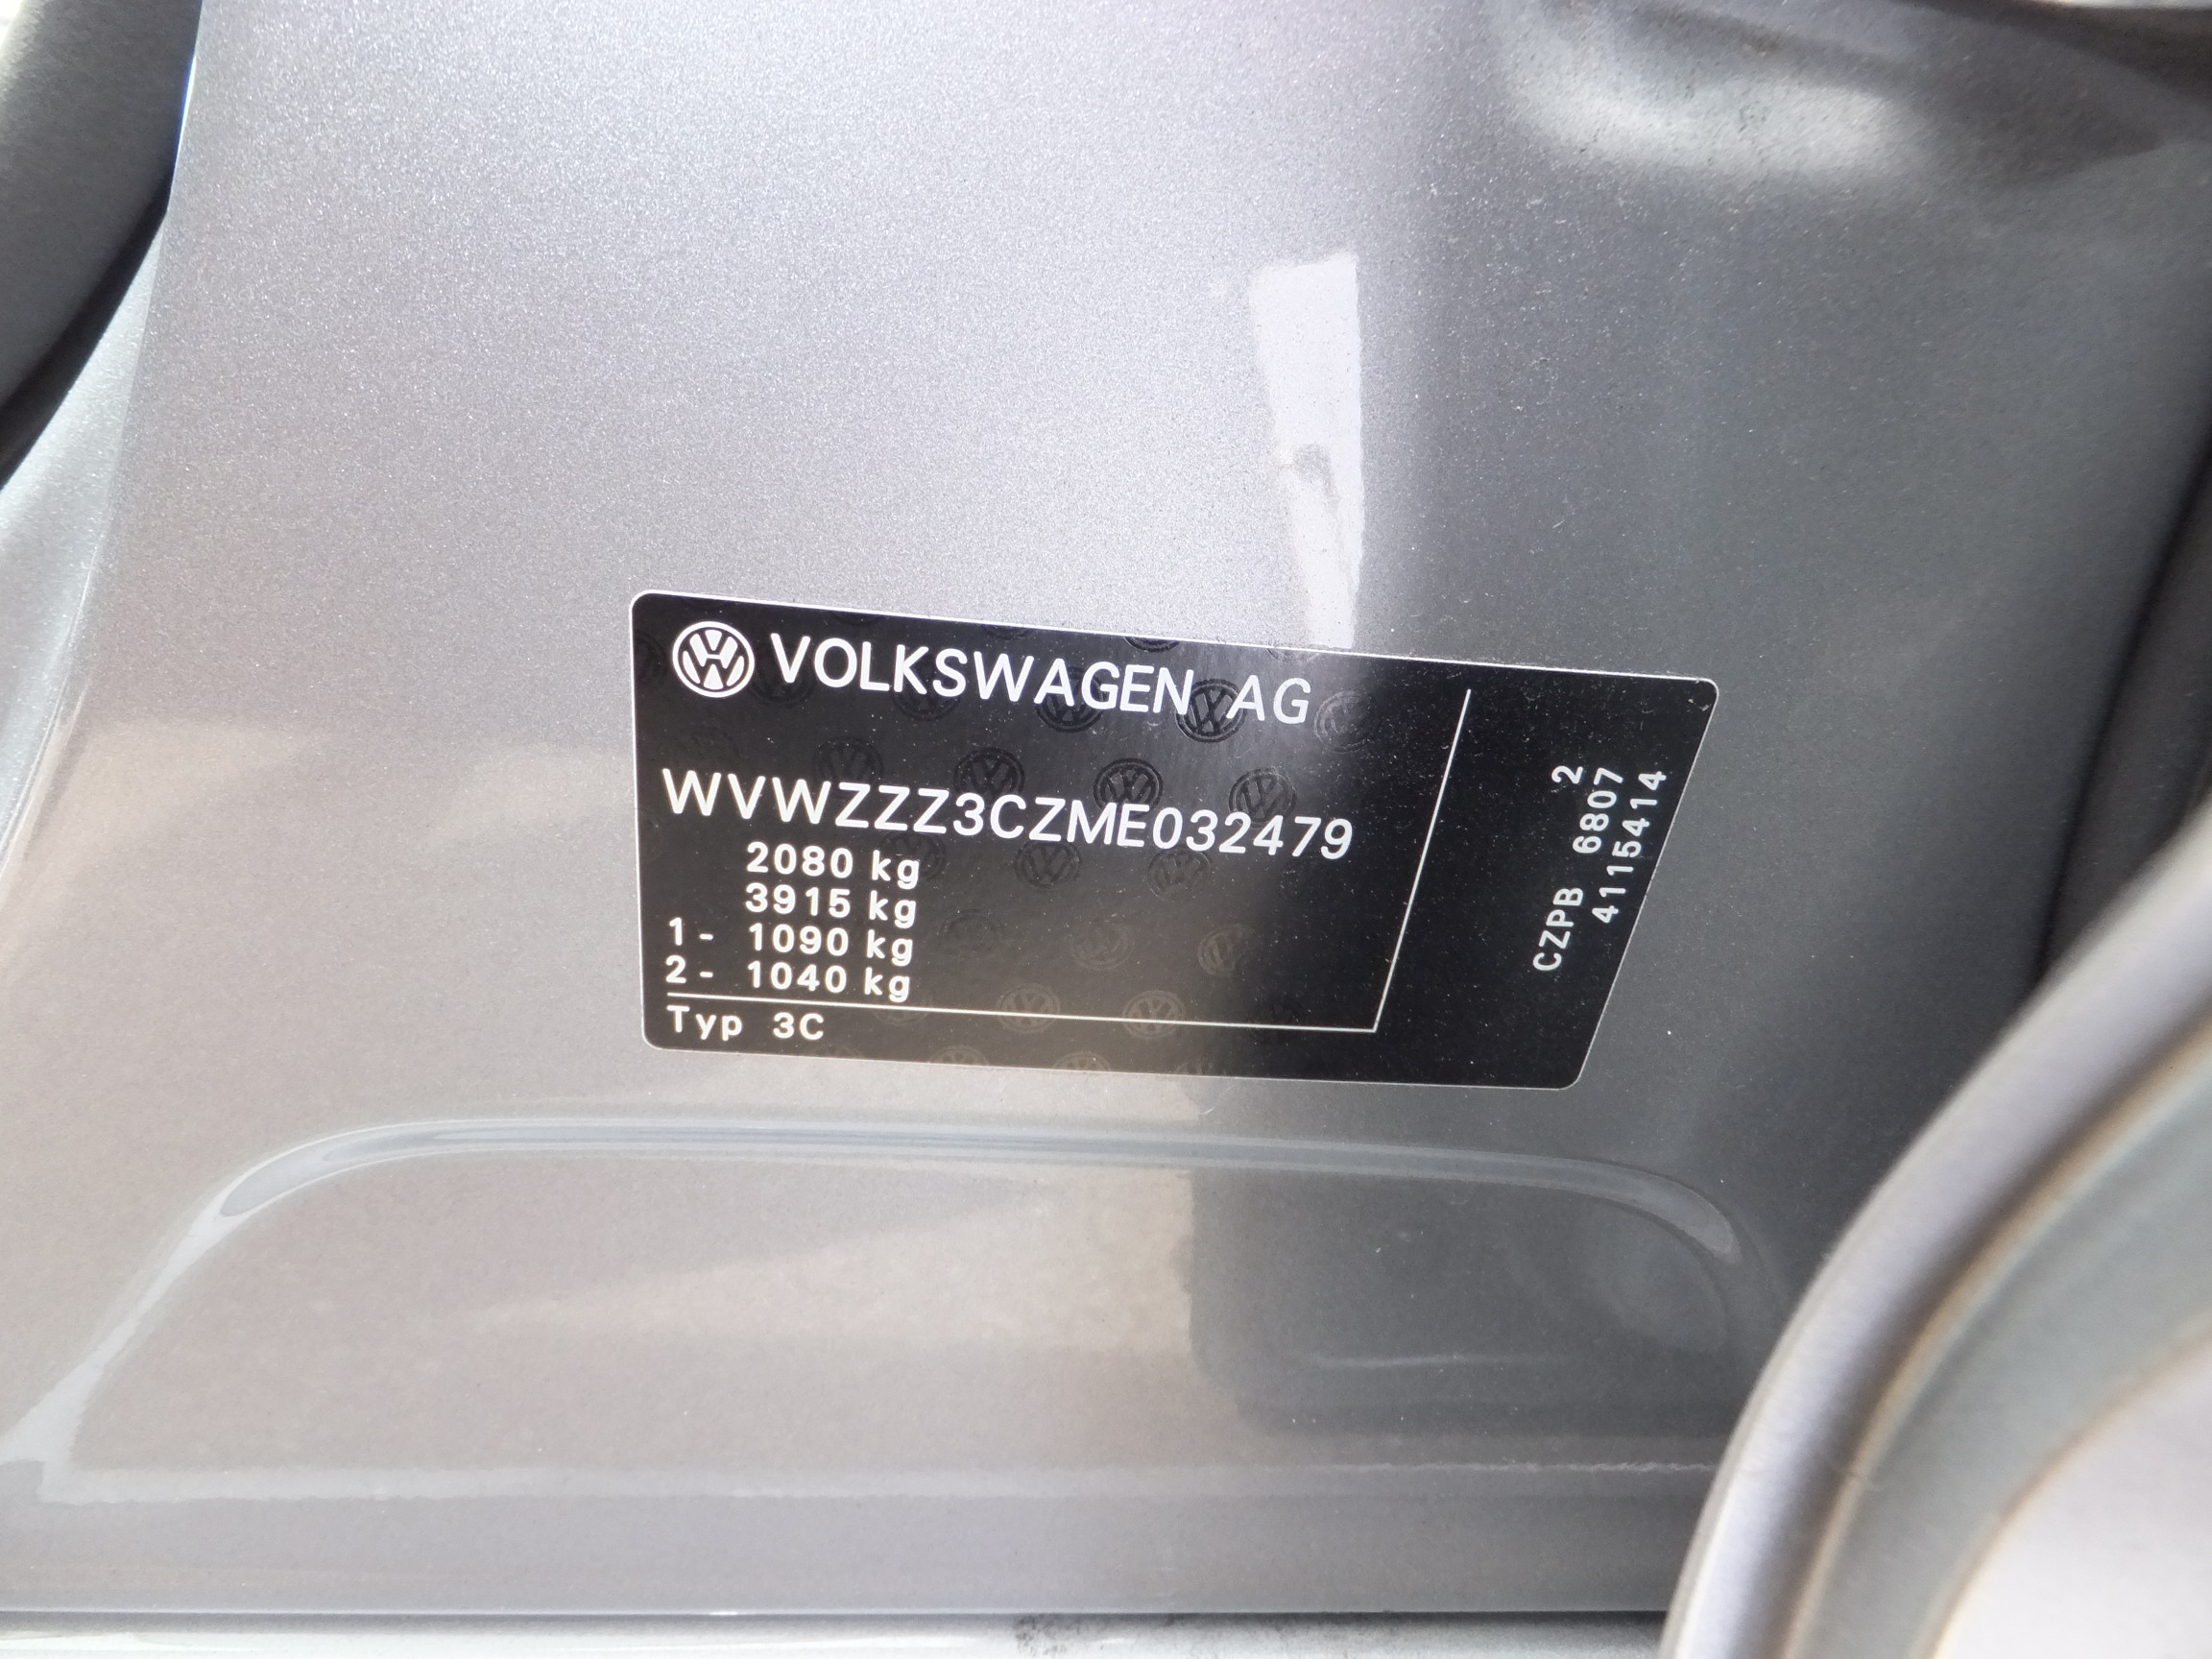 VOLKSWAGEN AG
WVWZZZ3CZME032479
2080 kg
3915 kg
1- 1090 kg
2- 1040 kg
Typ 3C
2
CZPB 6807
4115414